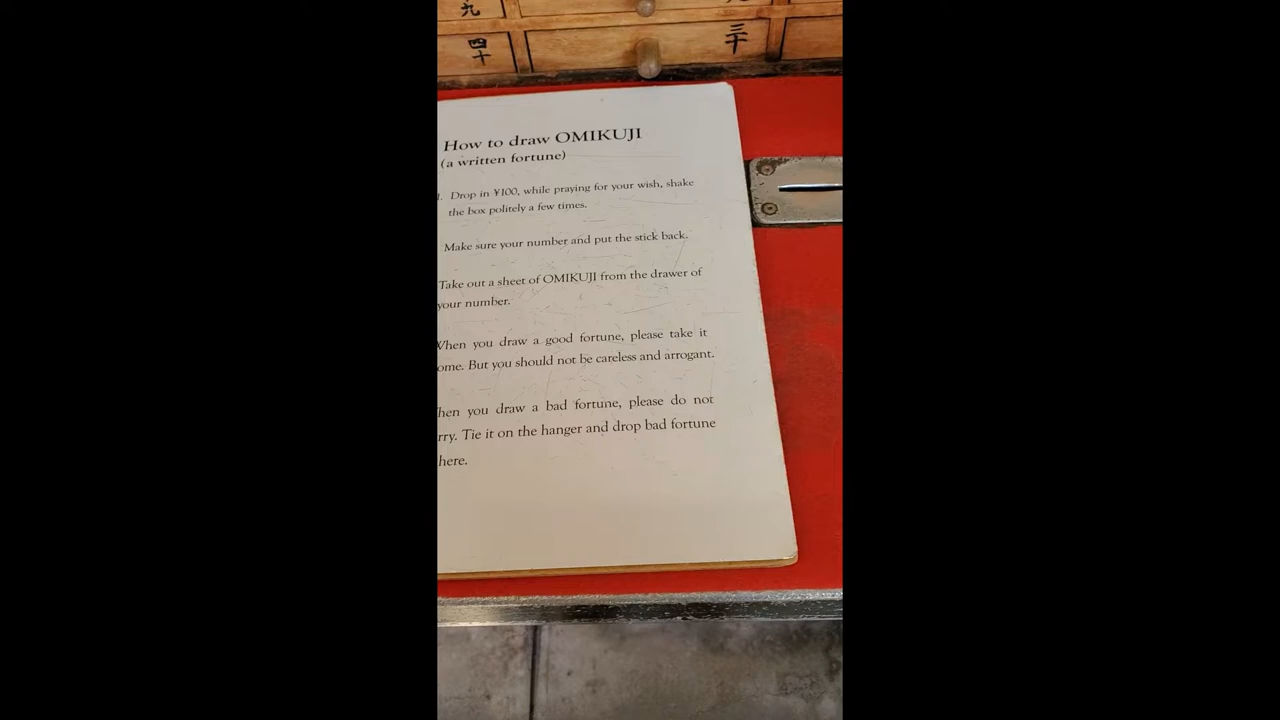 四十
三十
How to draw OMIKUJI
(a written fortune)
1. Drop in ¥100, while praying for your wish, shake
the box politely a few times.
Make sure your number and put the stick back.
Take out a sheet of OMIKUJI from the drawer of
your number.
When you draw a good fortune, please take it
ome. But you should not be careless and arrogant.
hen you draw a bad fortune, please do not
rry. Tie it on the hanger and drop bad fortune
here.